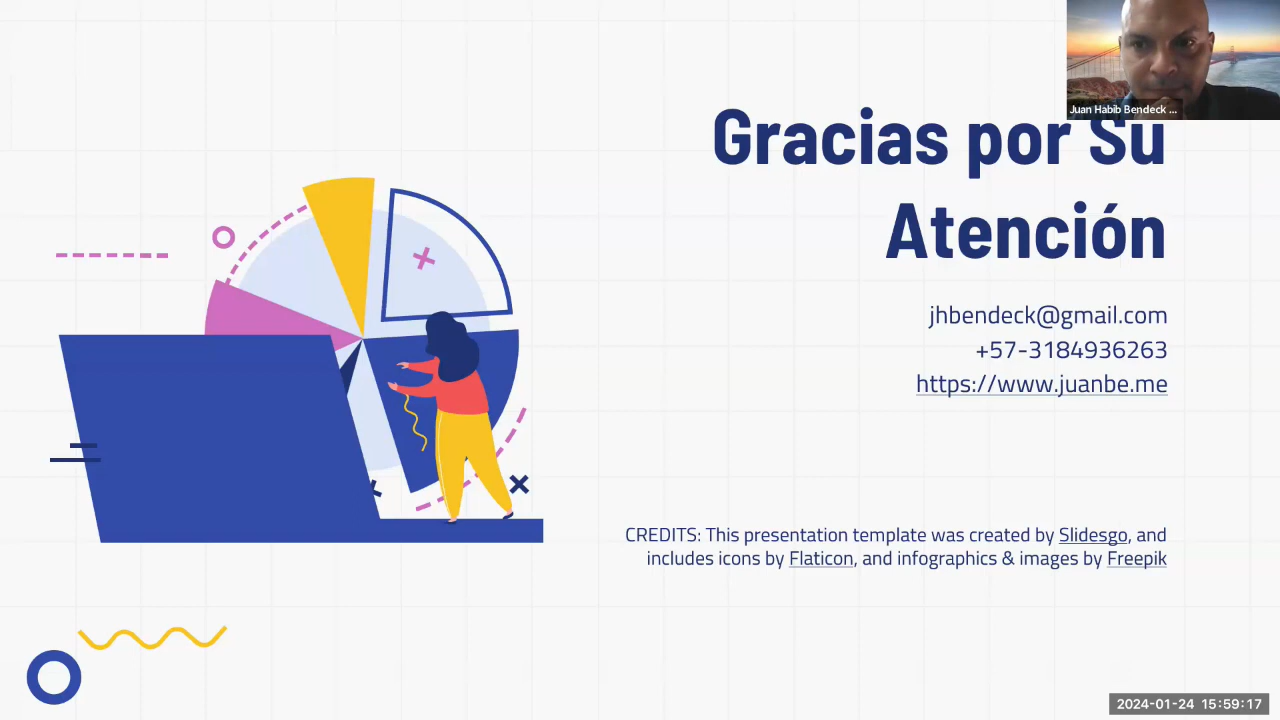 Juan Habib Bendeck ...
Gracias por Su
Atención
jhbendeck@gmail.com
+57-3184936263
https://www.juanbe.me
CREDITS: This presentation template was created by Slidesgo, and
includes icons by Flaticon, and infographics & images by Freepik
2024-01-24 15:59:17